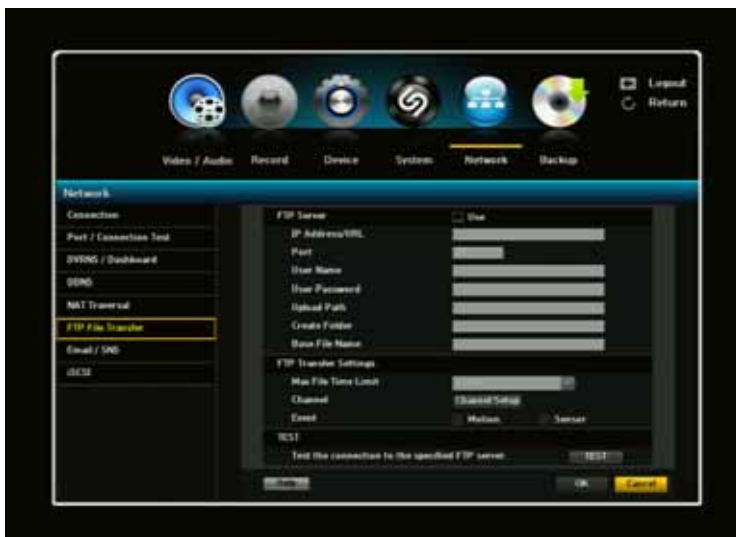 Logout
Return
Video / Audio Record Device System Network Backup
Network
Connection
Port / Connection Test
DVRNS / Dashboard
DDNS
NAT Traversal
FTP File Transfer
Email / SNS
iSCSI
FTP Server Use
IP Address/URL
Port
User Name
User Password
Upload Path
Create Folder
Base File Name
FTP Transfer Settings
Max File Time Limit
Channel Channel Setup
Event Motion Sensor
TEST
Test the connection to the specified FTP server. TEST
Help OK Cancel